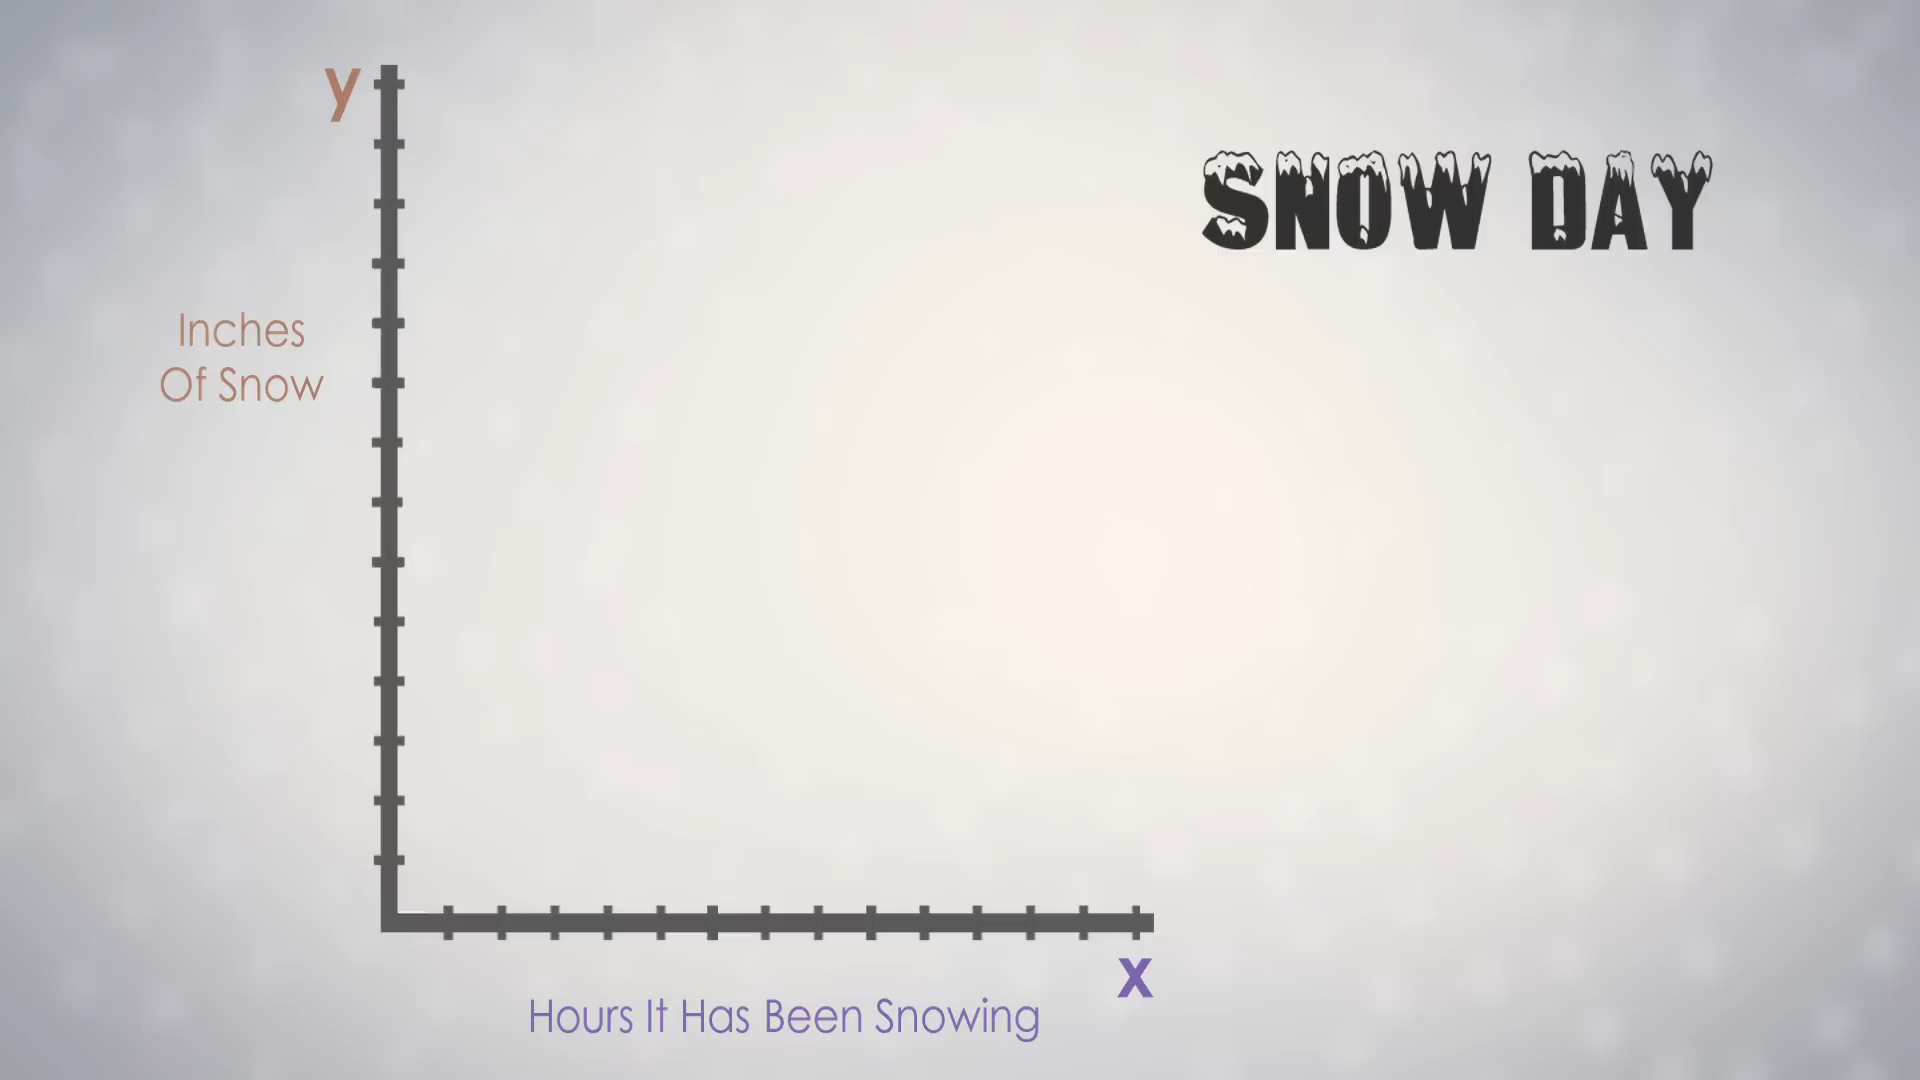 y
SNOW DAY
Inches
Of Snow
x
Hours It Has Been Snowing